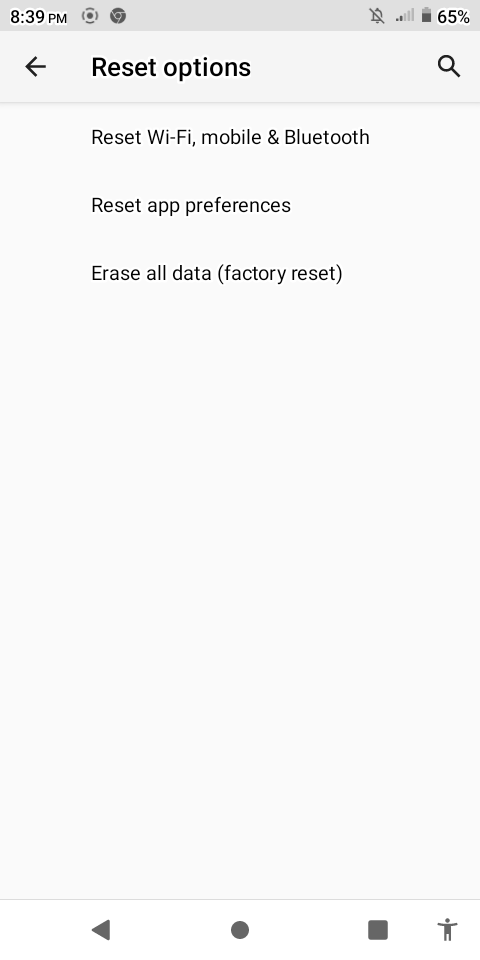 8:39 PM 65%
Reset options
Reset Wi-Fi, mobile & Bluetooth
Reset app preferences
Erase all data (factory reset)